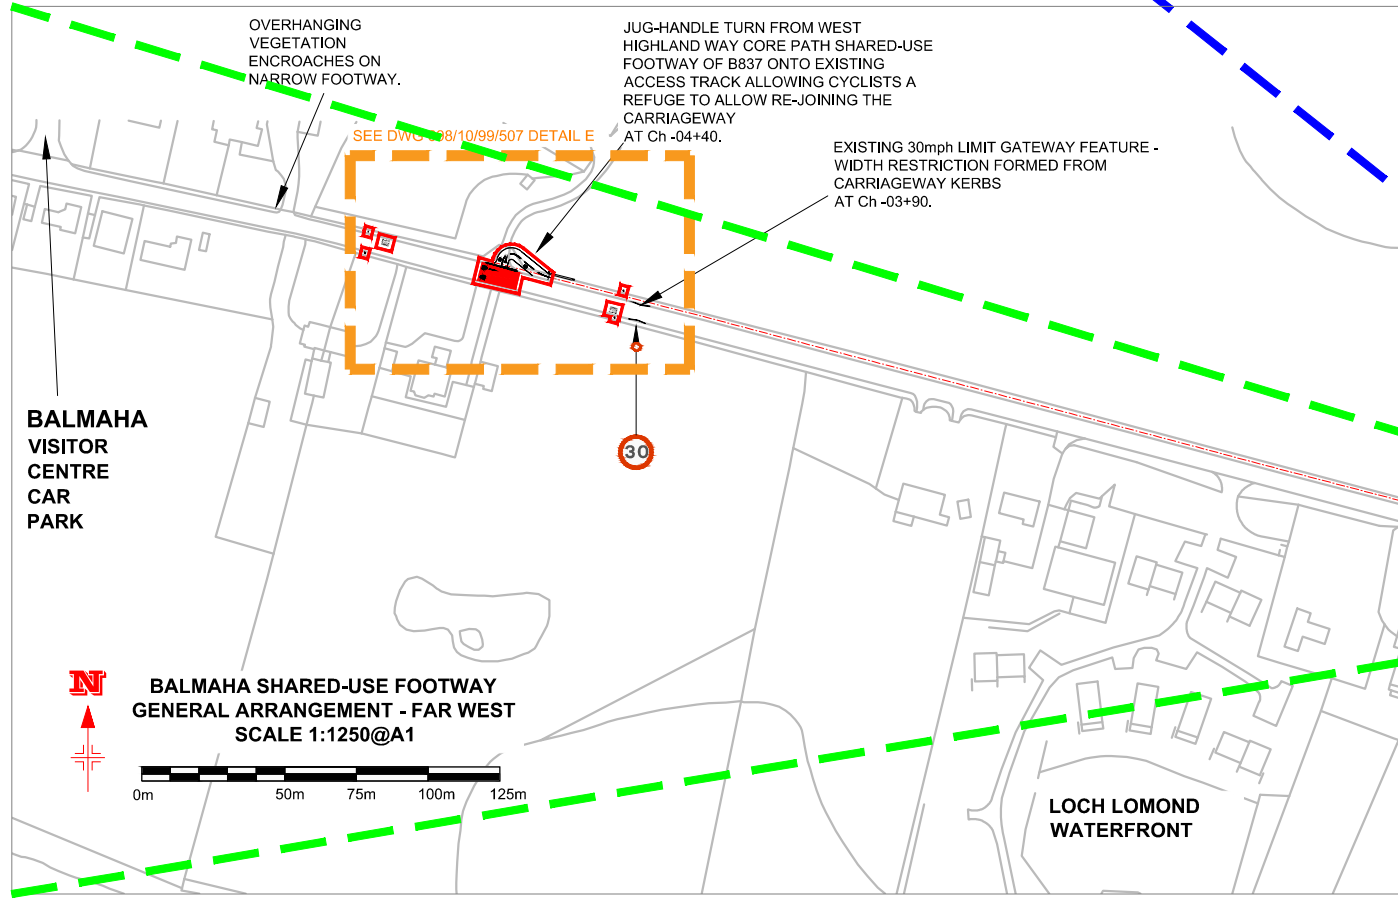 OVERHANGING
VEGETATION
ENCROACHES ON
NARROW FOOTWAY.
JUG-HANDLE TURN FROM WEST
HIGHLAND WAY CORE PATH SHARED-USE
FOOTWAY OF B837 ONTO EXISTING
ACCESS TRACK ALLOWING CYCLISTS A
REFUGE TO ALLOW RE-JOINING THE
CARRIAGEWAY
AT Ch -04+40.
SEE DWG 08/10/99/507 DETAIL E
EXISTING 30mph LIMIT GATEWAY FEATURE -
WIDTH RESTRICTION FORMED FROM
CARRIAGEWAY KERBS
AT Ch -03+90.
BALMAHA
VISITOR
CENTRE
CAR
PARK
30
N
BALMAHA SHARED-USE FOOTWAY
GENERAL ARRANGEMENT - FAR WEST
SCALE 1:1250@A1
0m 50m 75m 100m 125m
LOCH LOMOND
WATERFRONT